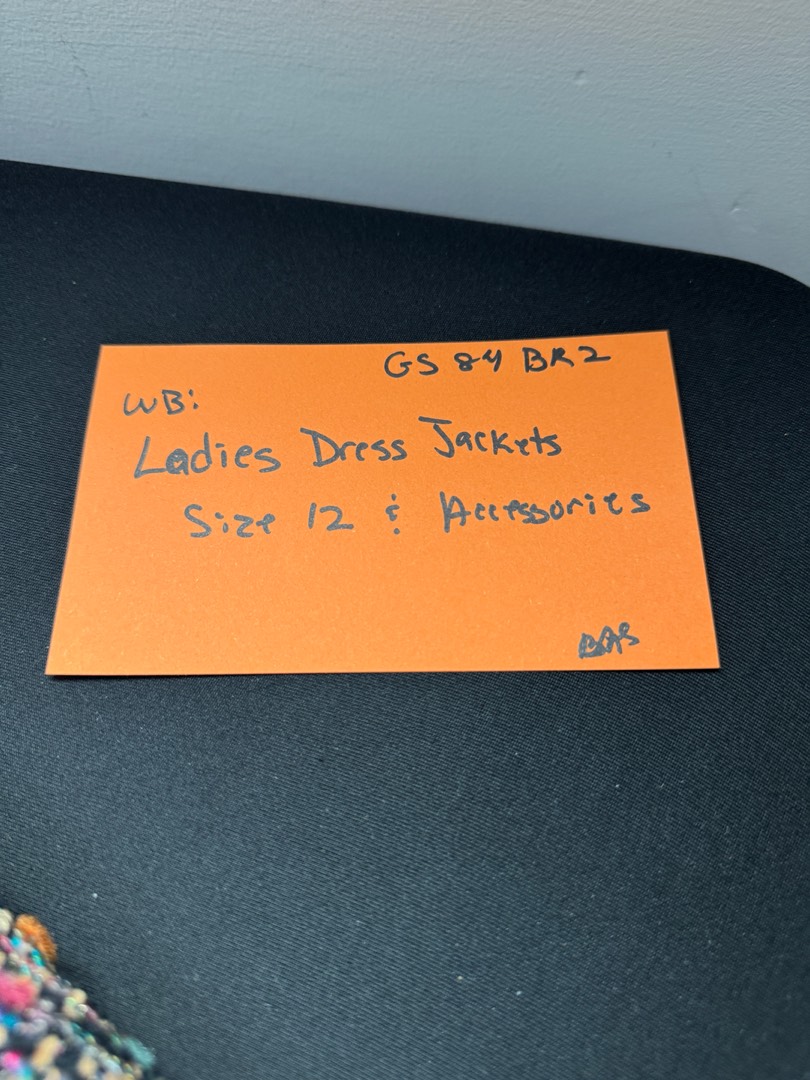 GS 84 BR2
WB:
Ladies Dress Jackets
Size 12 & Accessories